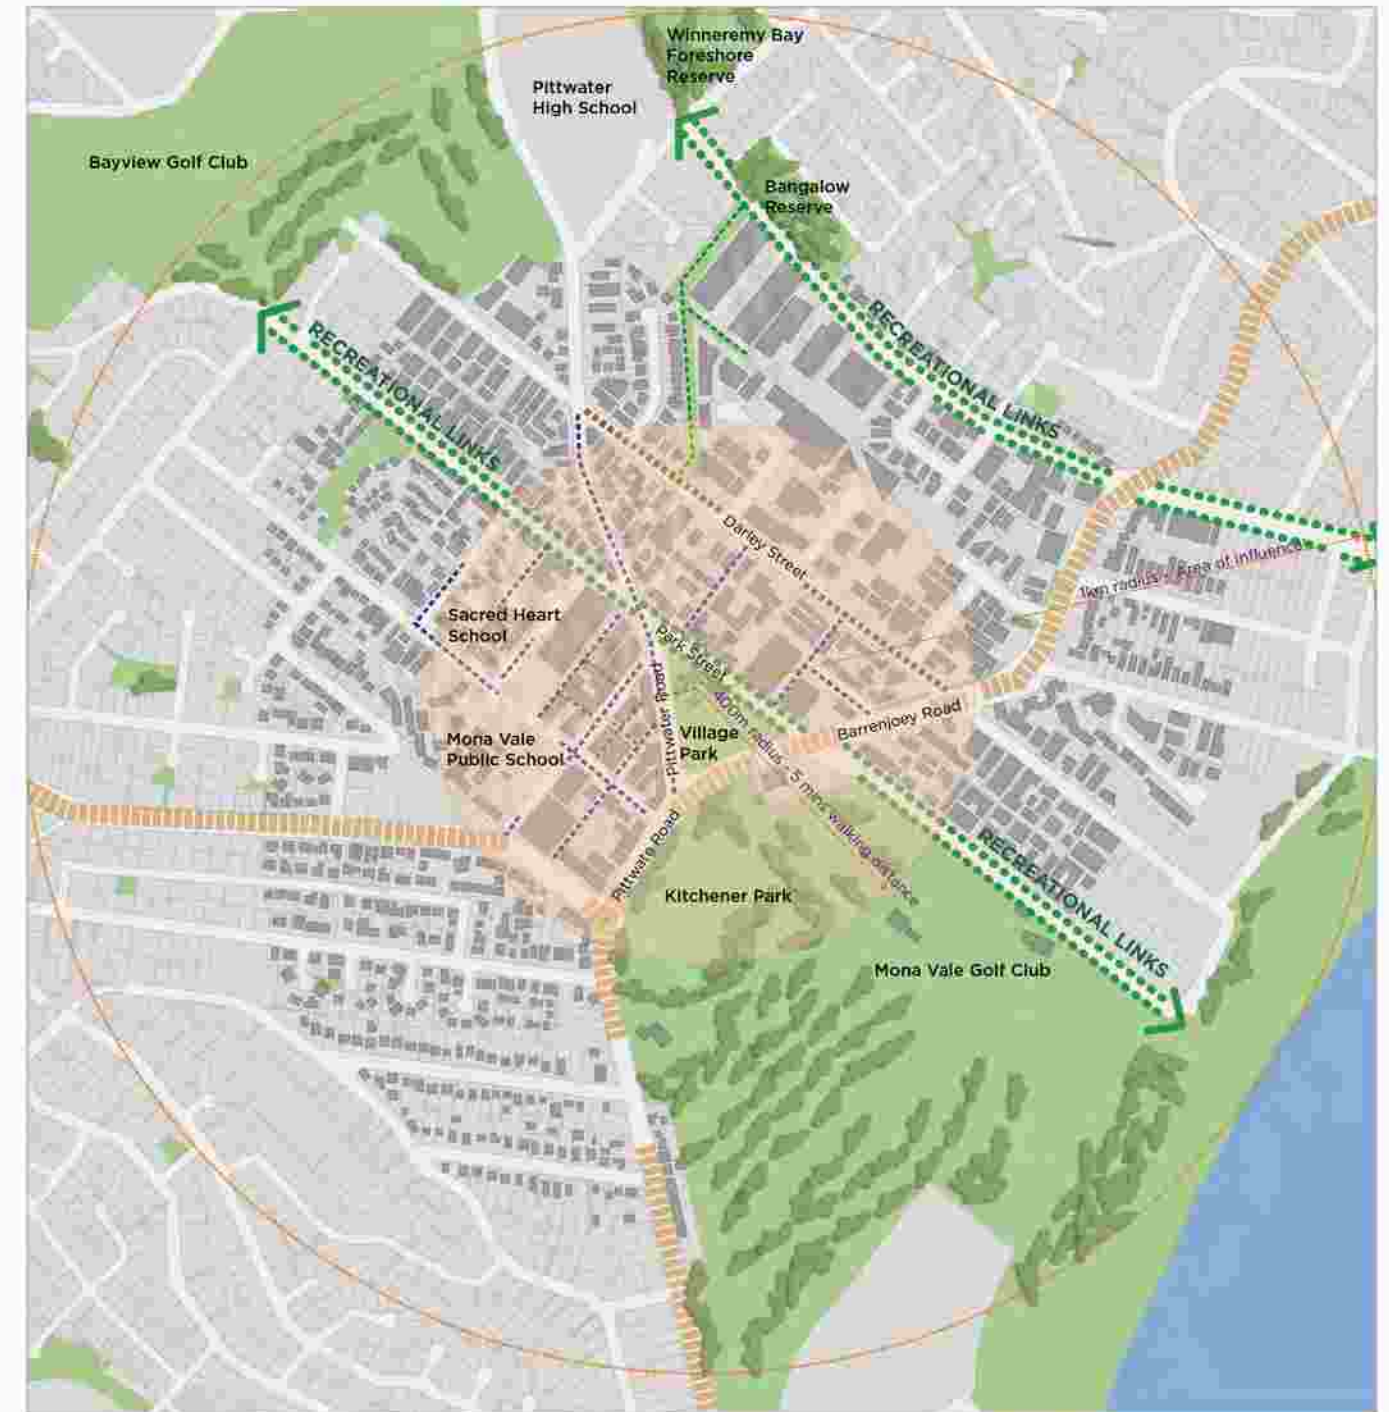 Winneremy Bay
Foreshore
Reserve
Pittwater
High School
Bayview Golf Club
Bangalow
Reserve
RECREATIONAL LINKS
RECREATIONAL LINKS
Darley Street
1km radius - Area of influence
Sacred Heart
School
Park Street
Pittwater Road
400m radius - 5 mins walking distance
Barrenjoey Road
Mona Vale
Public School
Village
Park
Pittwate Road
Kitchener Park
RECREATIONAL LINKS
Mona Vale Golf Club